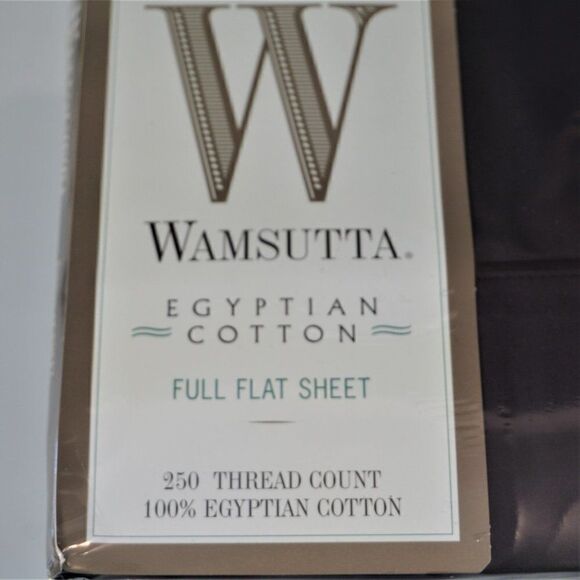 W
WAMSUTTA®
EGYPTIAN
COTTON
FULL FLAT SHEET
250 THREAD COUNT
100% EGYPTIAN COTTON